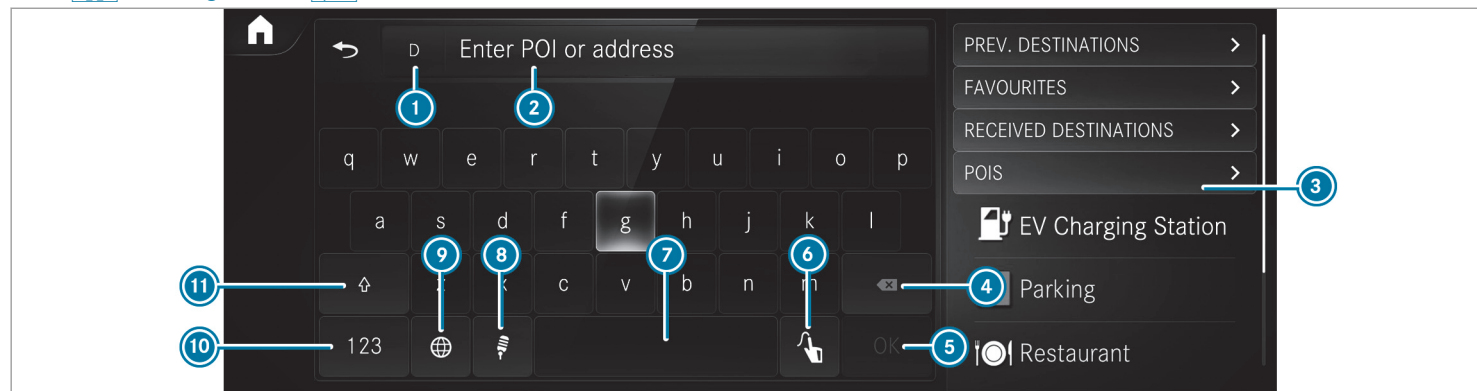 D Enter POI or address
1
2
q w e r t y u i o p
a s d f g h j k l
9 8 7 6
11 z x c v b n m 4
10 123 OK 5
PREV. DESTINATIONS
FAVOURITES
RECEIVED DESTINATIONS
POIS
3
EV Charging Station
Parking
Restaurant